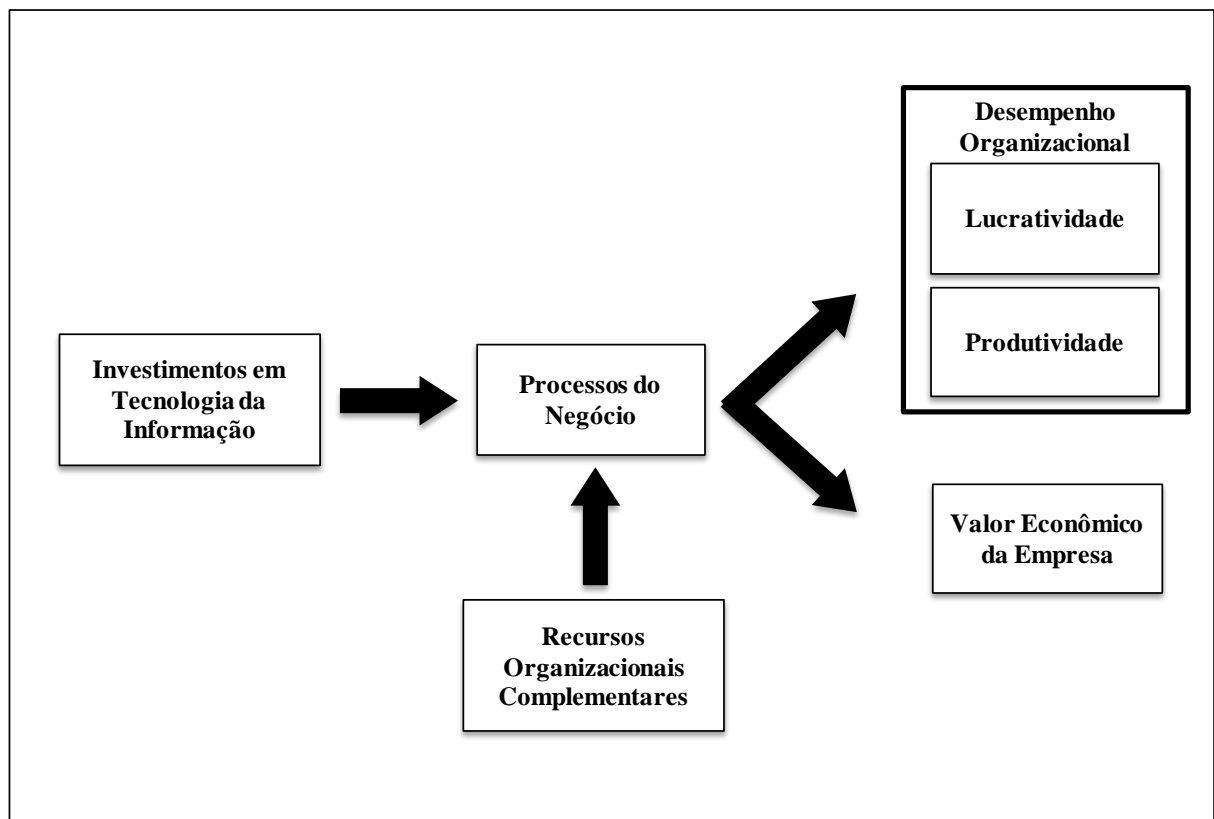 Desempenho
Organizacional
Lucratividade
Produtividade
Investimentos em
Tecnologia da
Informação
Processos do
Negócio
Valor Econômico
da Empresa
Recursos
Organizacionais
Complementares